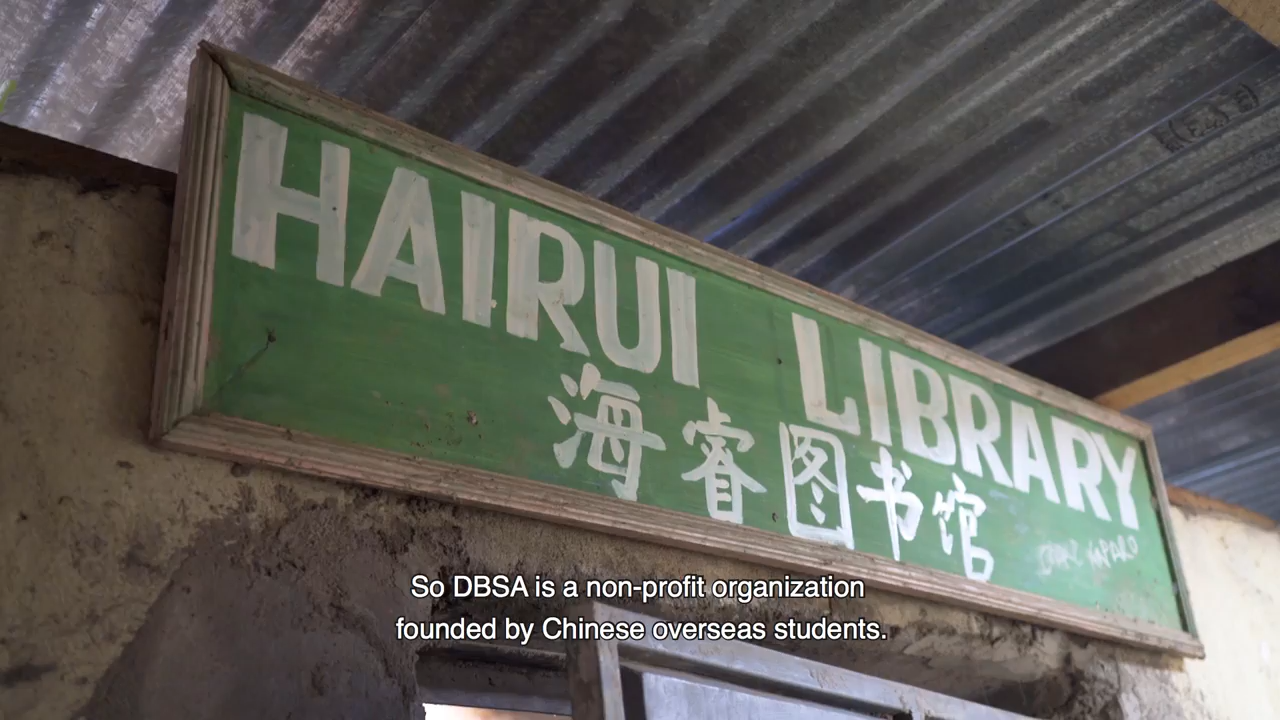 HAIRUI LIBRARY
海睿图书馆
So DBSA is a non-profit organization
founded by Chinese overseas students.